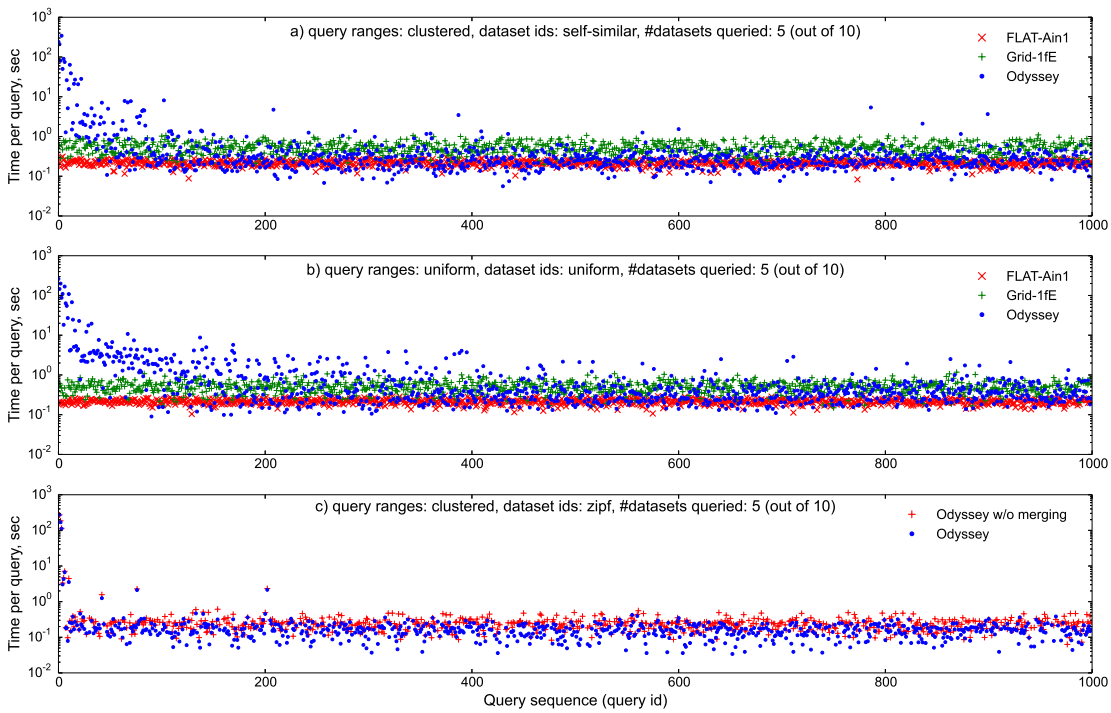 a) query ranges: clustered, dataset ids: self-similar, #datasets queried: 5 (out of 10)
FLAT-Ain1
Grid-1fE
Odyssey
Time per query, sec
10^3
10^2
10^1
10^0
10^-1
10^-2
0 200 400 600 800 1000
b) query ranges: uniform, dataset ids: uniform, #datasets queried: 5 (out of 10)
FLAT-Ain1
Grid-1fE
Odyssey
Time per query, sec
10^3
10^2
10^1
10^0
10^-1
10^-2
0 200 400 600 800 1000
c) query ranges: clustered, dataset ids: zipf, #datasets queried: 5 (out of 10)
Odyssey w/o merging
Odyssey
Time per query, sec
10^3
10^2
10^1
10^0
10^-1
10^-2
0 200 400 600 800 1000
Query sequence (query id)